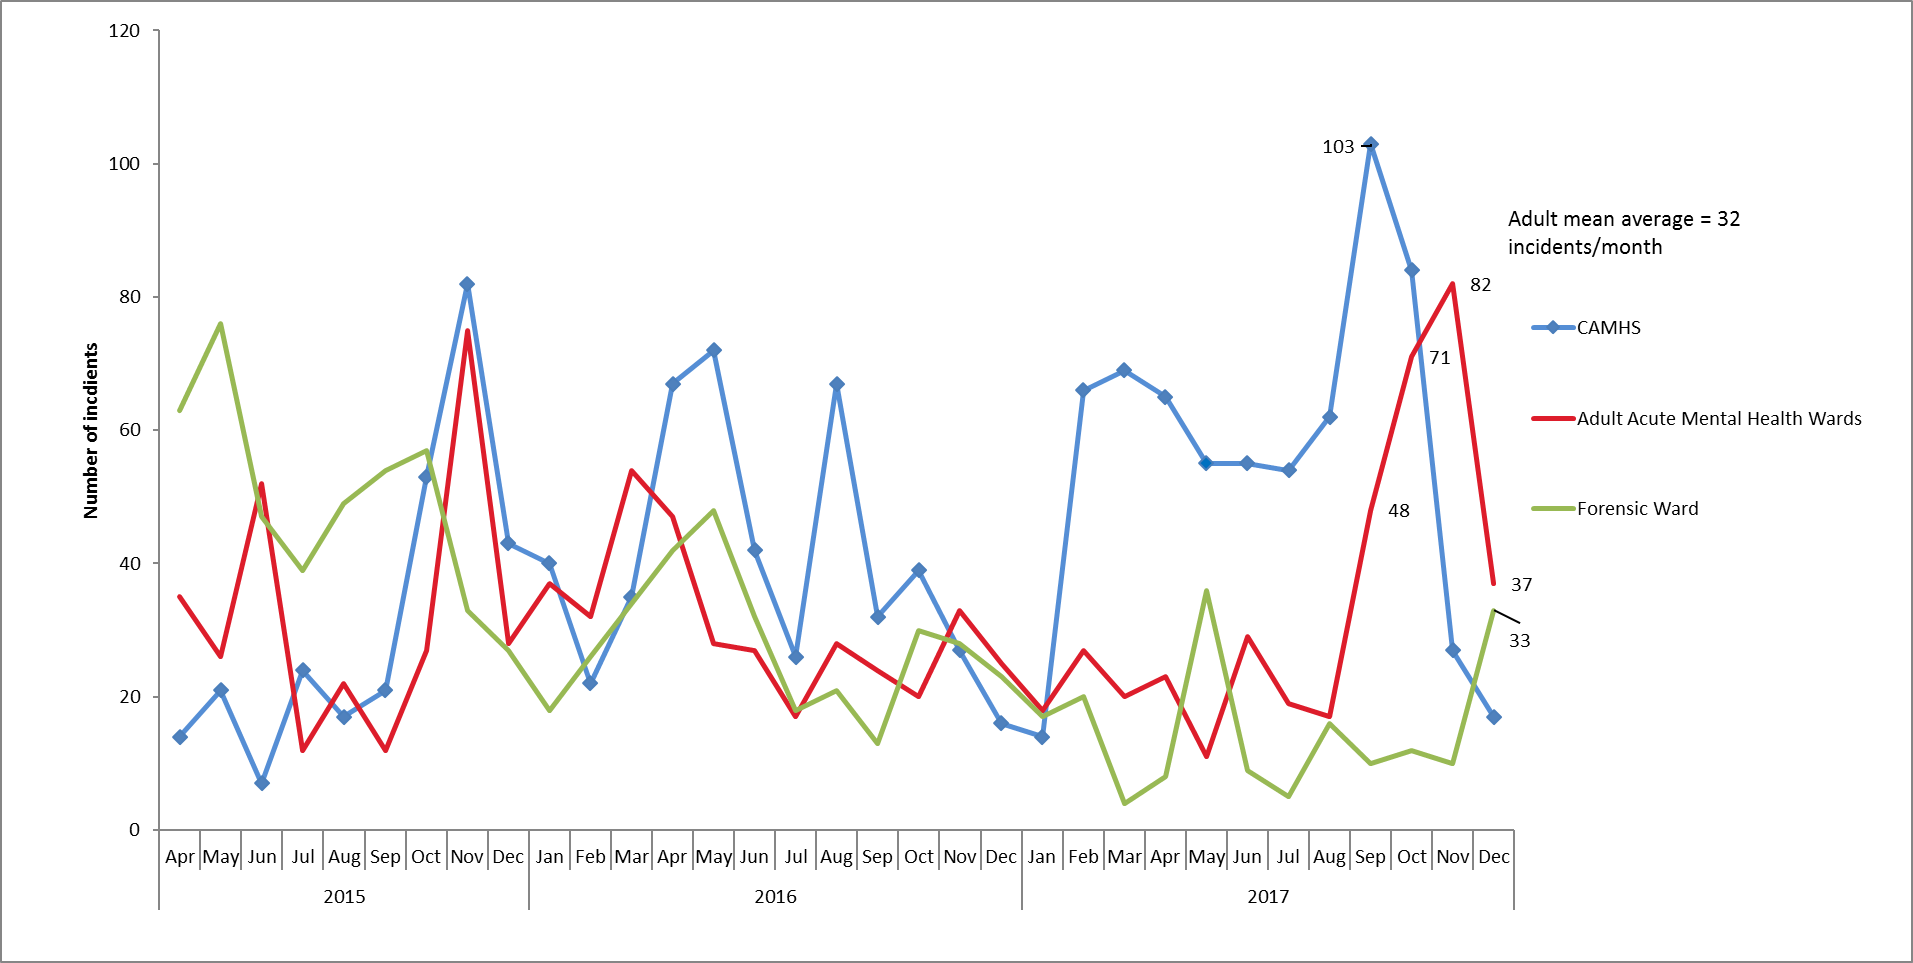 120
100
80
60
40
20
0
Number of incdients
103
48
71
82
37
33
Adult mean average = 32
incidents/month
CAMHS
Adult Acute Mental Health Wards
Forensic Ward
Apr May Jun Jul Aug Sep Oct Nov Dec Jan Feb Mar Apr May Jun Jul Aug Sep Oct Nov Dec Jan Feb Mar Apr May Jun Jul Aug Sep Oct Nov Dec
2015 2016 2017